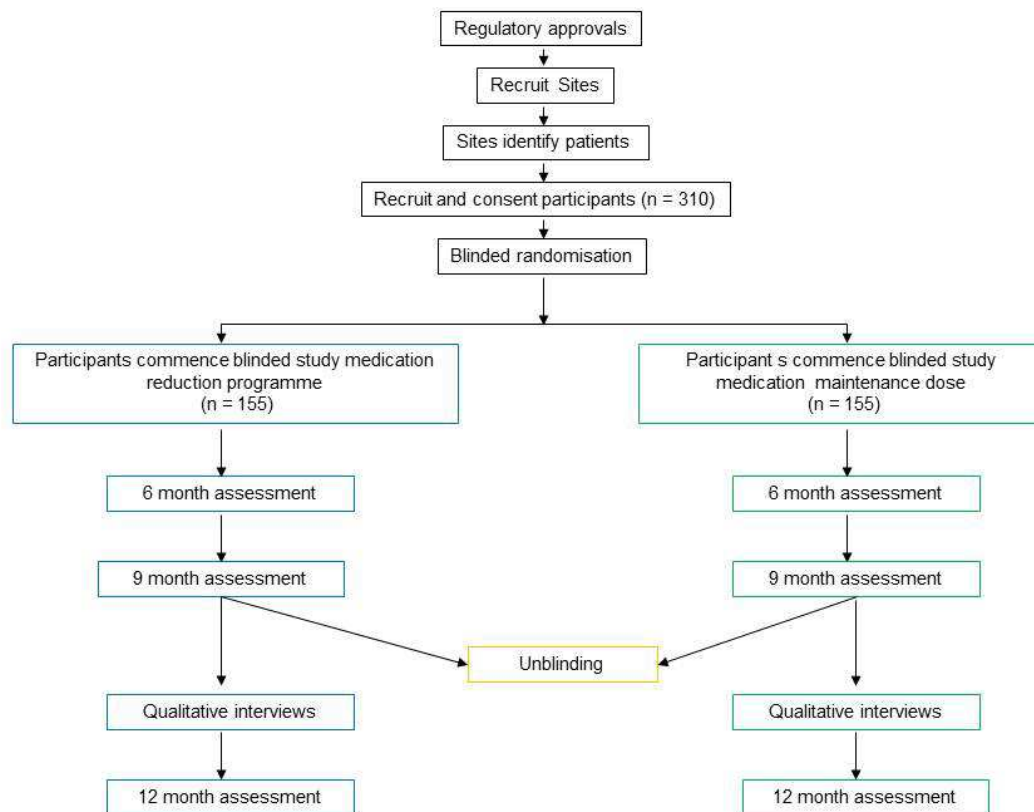 Regulatory approvals
Recruit Sites
Sites identify patients
Recruit and consent participants (n = 310)
Blinded randomisation
Participants commence blinded study medication
reduction programme
(n = 155)
Participant s commence blinded study
medication maintenance dose
(n = 155)
6 month assessment
6 month assessment
9 month assessment
9 month assessment
Unblinding
Qualitative interviews
Qualitative interviews
12 month assessment
12 month assessment